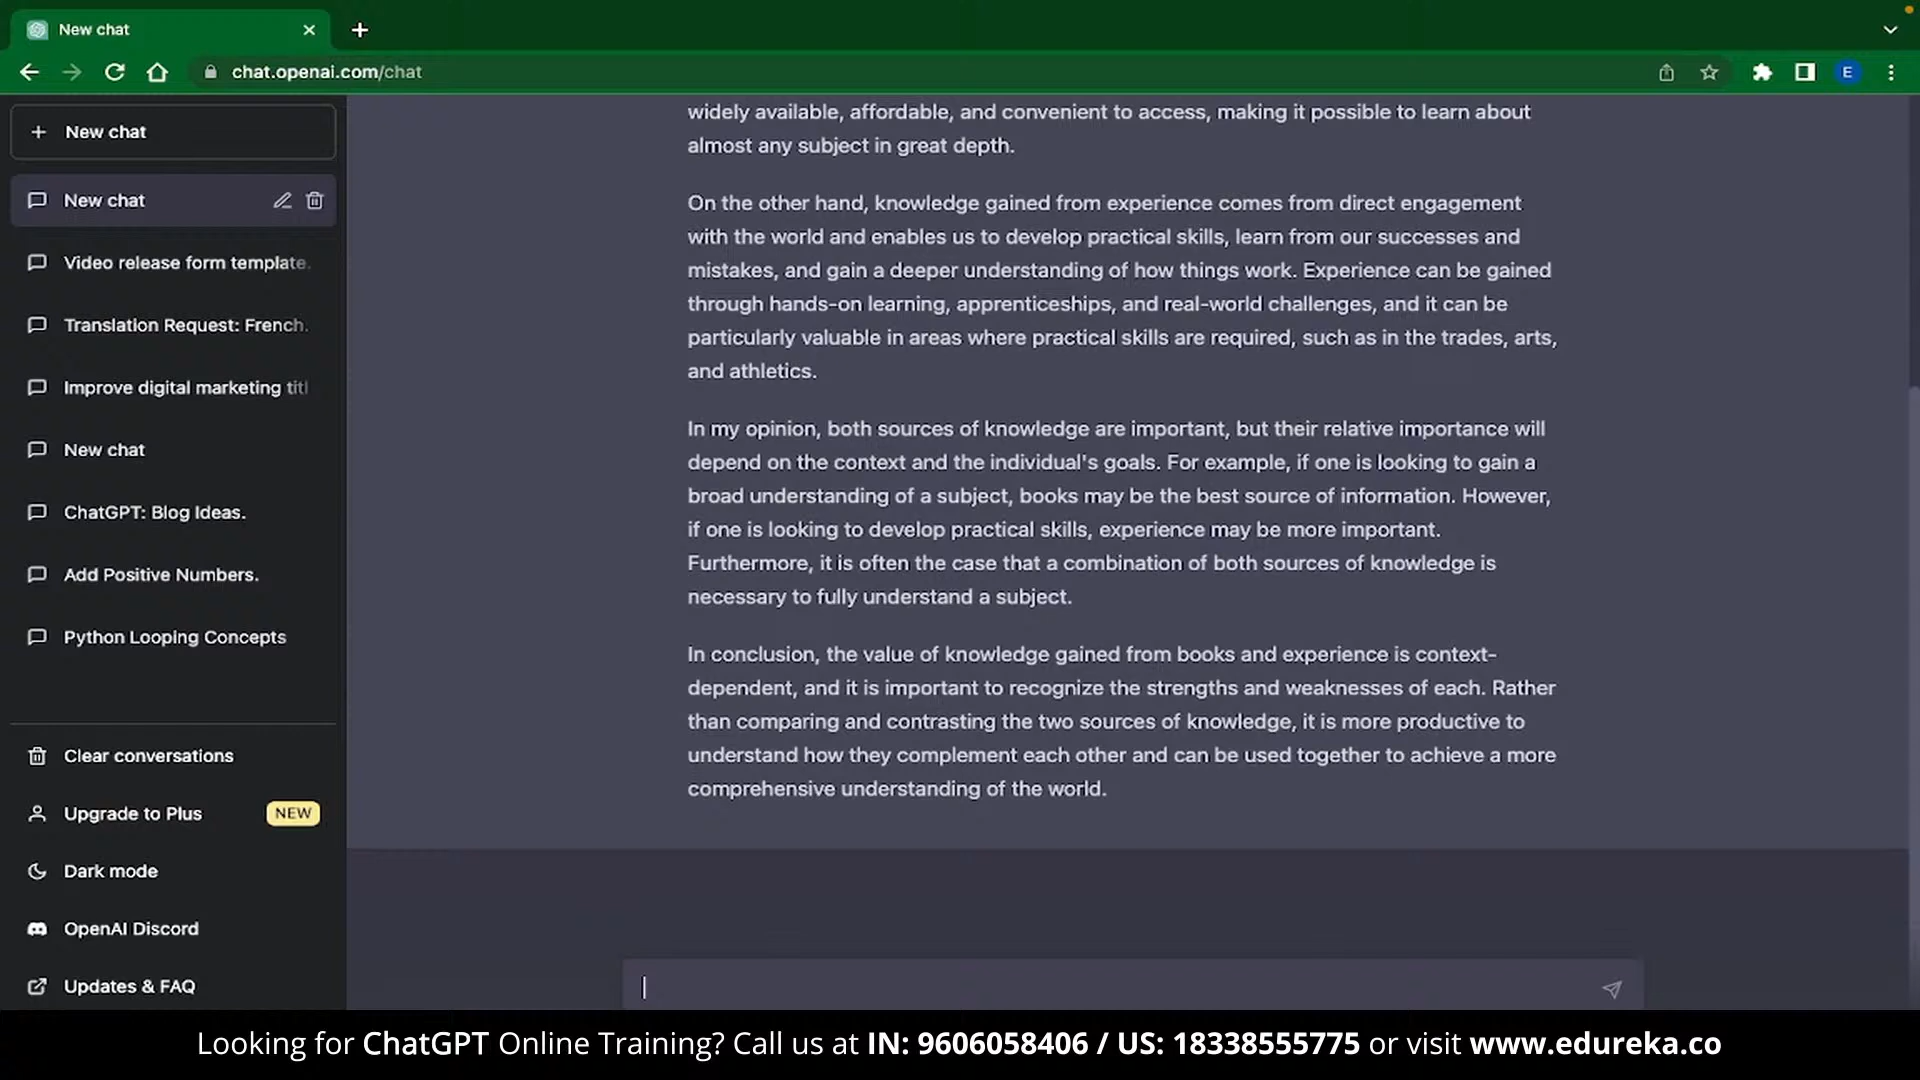 New chat
chat.openai.com/chat
E
New chat
New chat
Video release form template.
Translation Request: French.
Improve digital marketing titl
New chat
ChatGPT: Blog Ideas.
Add Positive Numbers.
Python Looping Concepts
Clear conversations
Upgrade to Plus NEW
Dark mode
OpenAI Discord
Updates & FAQ
widely available, affordable, and convenient to access, making it possible to learn about
almost any subject in great depth.
On the other hand, knowledge gained from experience comes from direct engagement
with the world and enables us to develop practical skills, learn from our successes and
mistakes, and gain a deeper understanding of how things work. Experience can be gained
through hands-on learning, apprenticeships, and real-world challenges, and it can be
particularly valuable in areas where practical skills are required, such as in the trades, arts,
and athletics.
In my opinion, both sources of knowledge are important, but their relative importance will
depend on the context and the individual's goals. For example, if one is looking to gain a
broad understanding of a subject, books may be the best source of information. However,
if one is looking to develop practical skills, experience may be more important.
Furthermore, it is often the case that a combination of both sources of knowledge is
necessary to fully understand a subject.
In conclusion, the value of knowledge gained from books and experience is context-
dependent, and it is important to recognize the strengths and weaknesses of each. Rather
than comparing and contrasting the two sources of knowledge, it is more productive to
understand how they complement each other and can be used together to achieve a more
comprehensive understanding of the world.
Looking for ChatGPT Online Training? Call us at IN: 9606058406 / US: 18338555775 or visit www.edureka.co